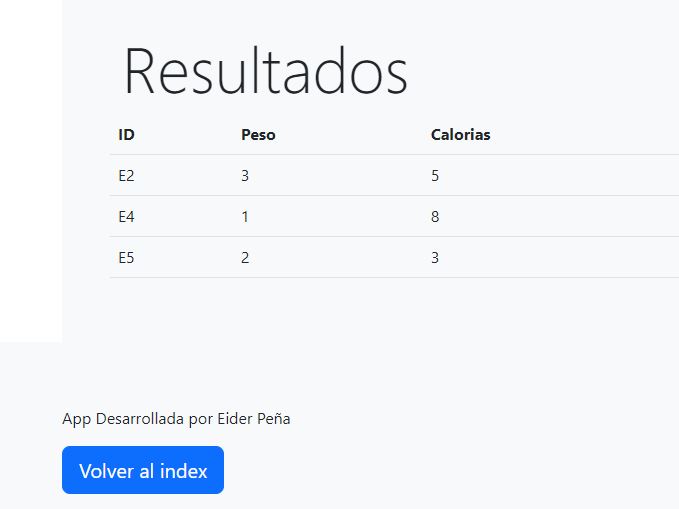 Resultados
ID Peso Calorias
E2 3 5
E4 1 8
E5 2 3
App Desarrollada por Eider Peña
Volver al index